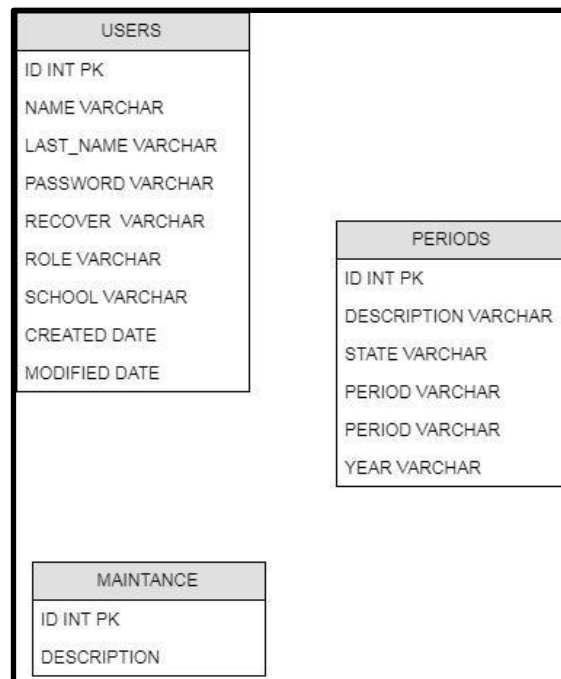 USERS
ID INT PK
NAME VARCHAR
LAST_NAME VARCHAR
PASSWORD VARCHAR
RECOVER VARCHAR
ROLE VARCHAR
SCHOOL VARCHAR
CREATED DATE
MODIFIED DATE
PERIODS
ID INT PK
DESCRIPTION VARCHAR
STATE VARCHAR
PERIOD VARCHAR
PERIOD VARCHAR
YEAR VARCHAR
MAINTANCE
ID INT PK
DESCRIPTION